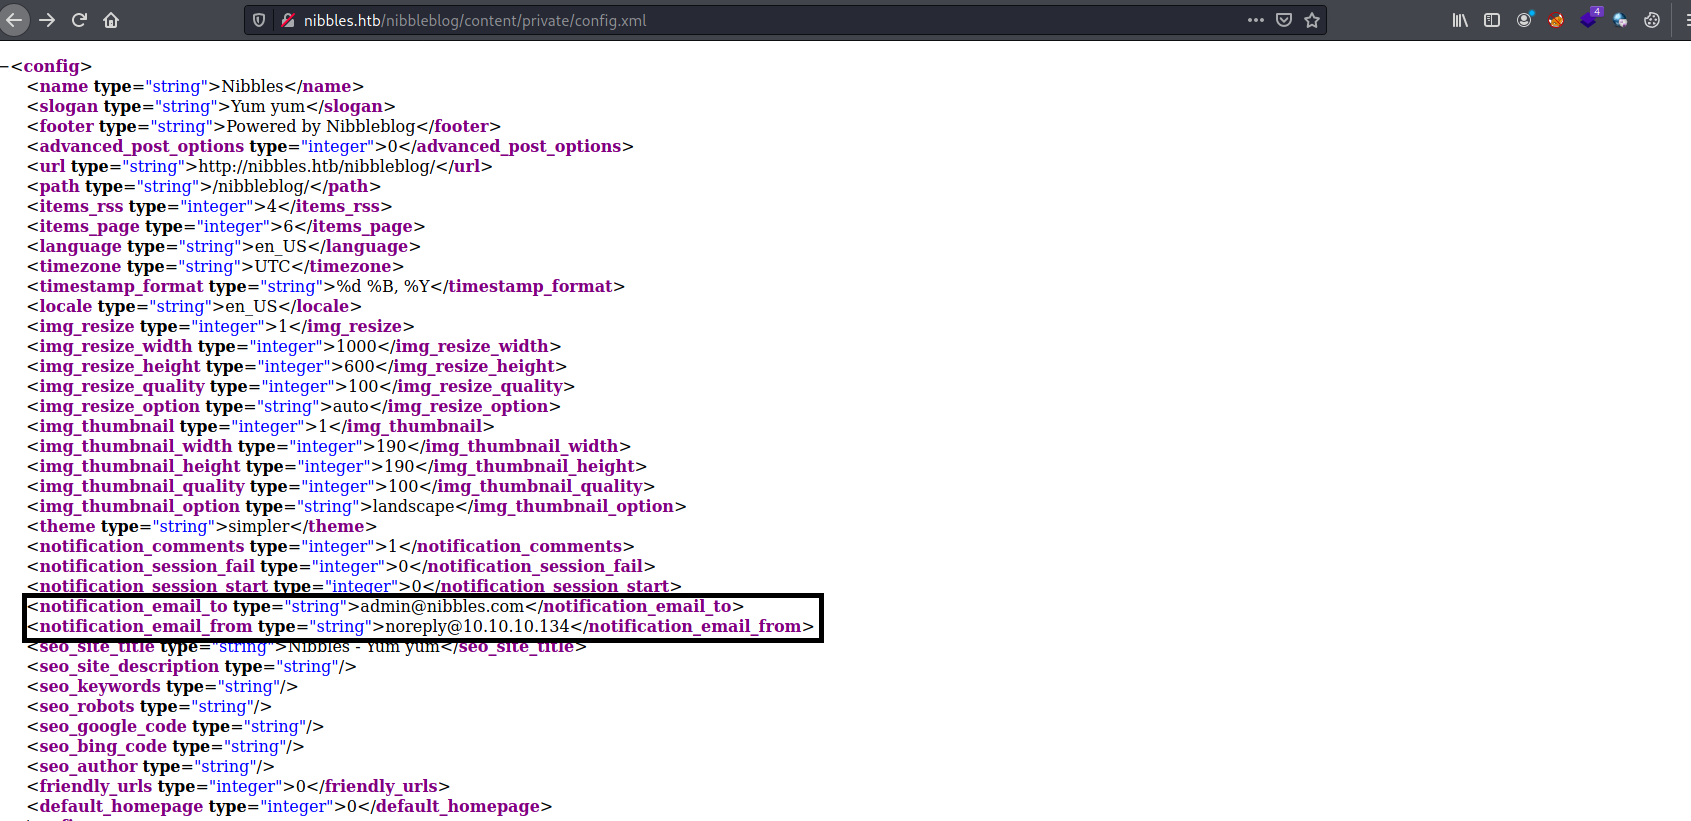 nibbles.htb/nibbleblog/content/private/config.xml
4
−<config>
<name type="string">Nibbles</name>
<slogan type="string">Yum yum</slogan>
<footer type="string">Powered by Nibbleblog</footer>
<advanced_post_options type="integer">0</advanced_post_options>
<url type="string">http://nibbles.htb/nibbleblog/</url>
<path type="string">/nibbleblog/</path>
<items_rss type="integer">4</items_rss>
<items_page type="integer">6</items_page>
<language type="string">en_US</language>
<timezone type="string">UTC</timezone>
<timestamp_format type="string">%d %B, %Y</timestamp_format>
<locale type="string">en_US</locale>
<img_resize type="integer">1</img_resize>
<img_resize_width type="integer">1000</img_resize_width>
<img_resize_height type="integer">600</img_resize_height>
<img_resize_quality type="integer">100</img_resize_quality>
<img_resize_option type="string">auto</img_resize_option>
<img_thumbnail type="integer">1</img_thumbnail>
<img_thumbnail_width type="integer">190</img_thumbnail_width>
<img_thumbnail_height type="integer">190</img_thumbnail_height>
<img_thumbnail_quality type="integer">100</img_thumbnail_quality>
<img_thumbnail_option type="string">landscape</img_thumbnail_option>
<theme type="string">simpler</theme>
<notification_comments type="integer">1</notification_comments>
<notification_session_fail type="integer">0</notification_session_fail>
<notification_session_start type="integer">0</notification_session_start>
<notification_email_to type="string">admin@nibbles.com</notification_email_to>
<notification_email_from type="string">noreply@10.10.10.134</notification_email_from>
<seo_site_title type="string">Nibbles - Yum yum</seo_site_title>
<seo_site_description type="string"/>
<seo_keywords type="string"/>
<seo_robots type="string"/>
<seo_google_code type="string"/>
<seo_bing_code type="string"/>
<seo_author type="string"/>
<friendly_urls type="integer">0</friendly_urls>
<default_homepage type="integer">0</default_homepage>